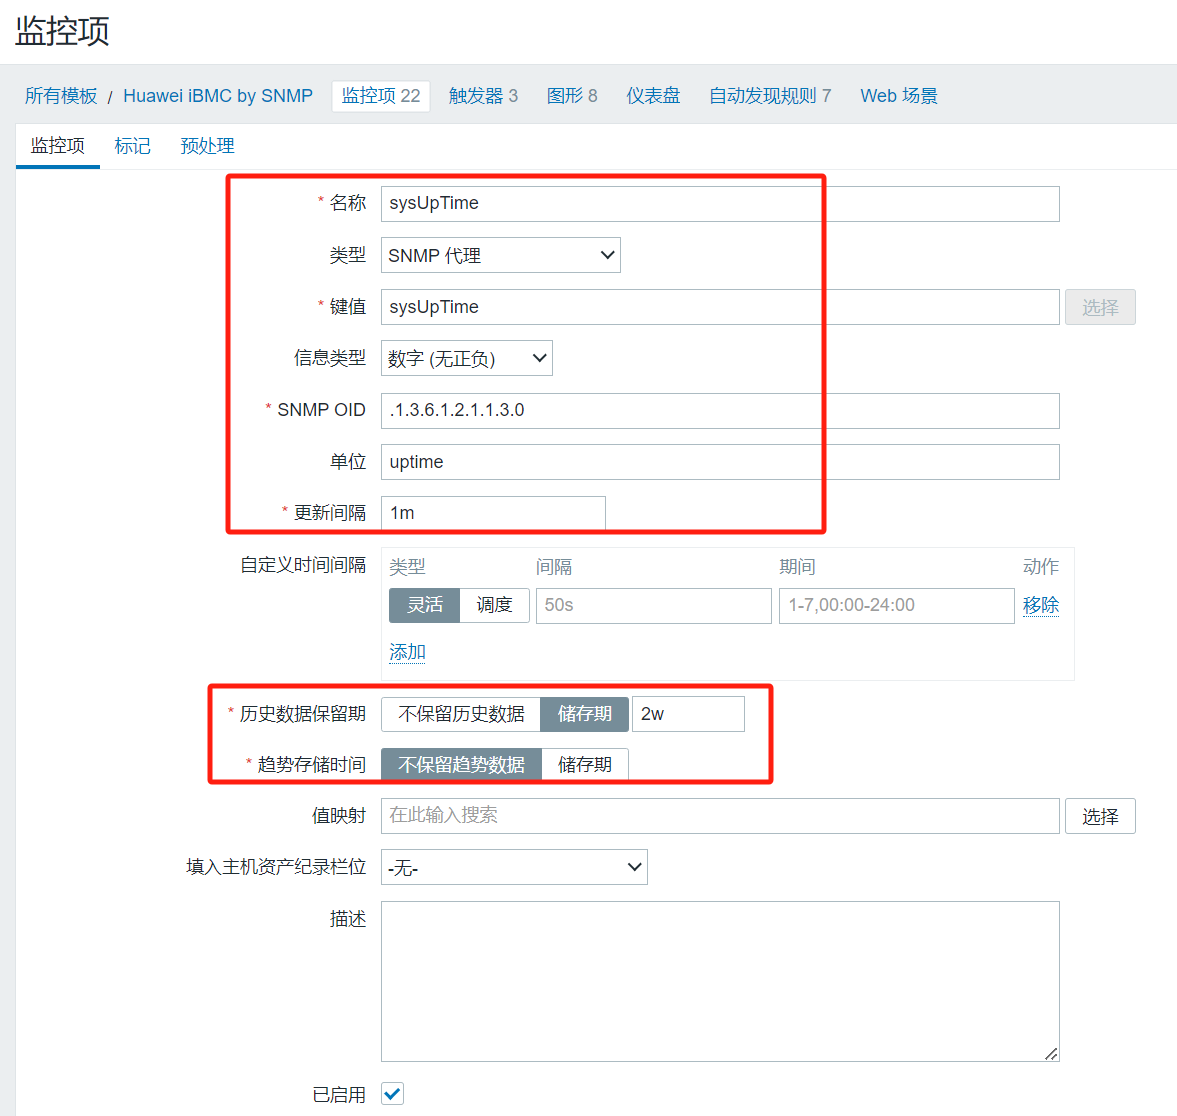 监控项
所有模板 / Huawei iBMC by SNMP 监控项 22 触发器 3 图形 8 仪表盘 自动发现规则 7 Web 场景
监控项 标记 预处理
* 名称 sysUpTime
类型 SNMP 代理
* 键值 sysUpTime 选择
信息类型 数字 (无正负)
* SNMP OID .1.3.6.1.2.1.1.3.0
单位 uptime
* 更新间隔 1m
自定义时间间隔 类型 间隔 期间 动作
灵活 调度 50s 1-7,00:00-24:00 移除
添加
* 历史数据保留期 不保留历史数据 储存期 2w
* 趋势存储时间 不保留趋势数据 储存期
值映射 在此输入搜索 选择
填入主机资产纪录栏位 -无-
描述
已启用